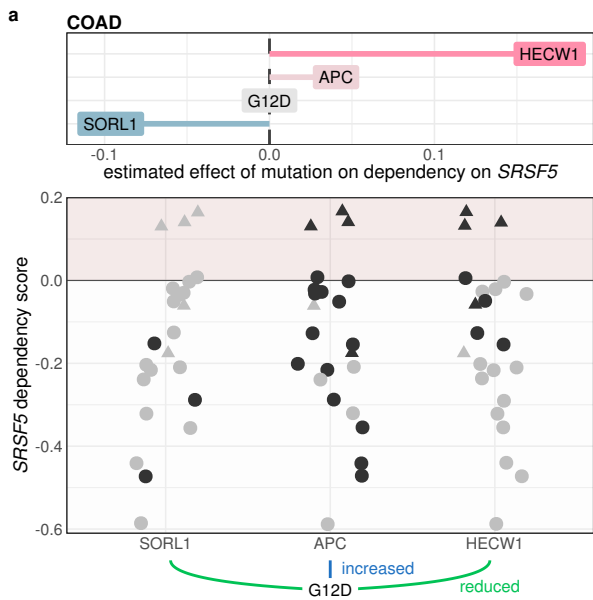 a
COAD
HECW1
APC
G12D
SORL1
-0.1 0.0 0.1
estimated effect of mutation on dependency on SRSF5
SRSF5 dependency score
0.2
0.0
-0.2
-0.4
-0.6
SORL1 APC HECW1
increased
G12D
reduced